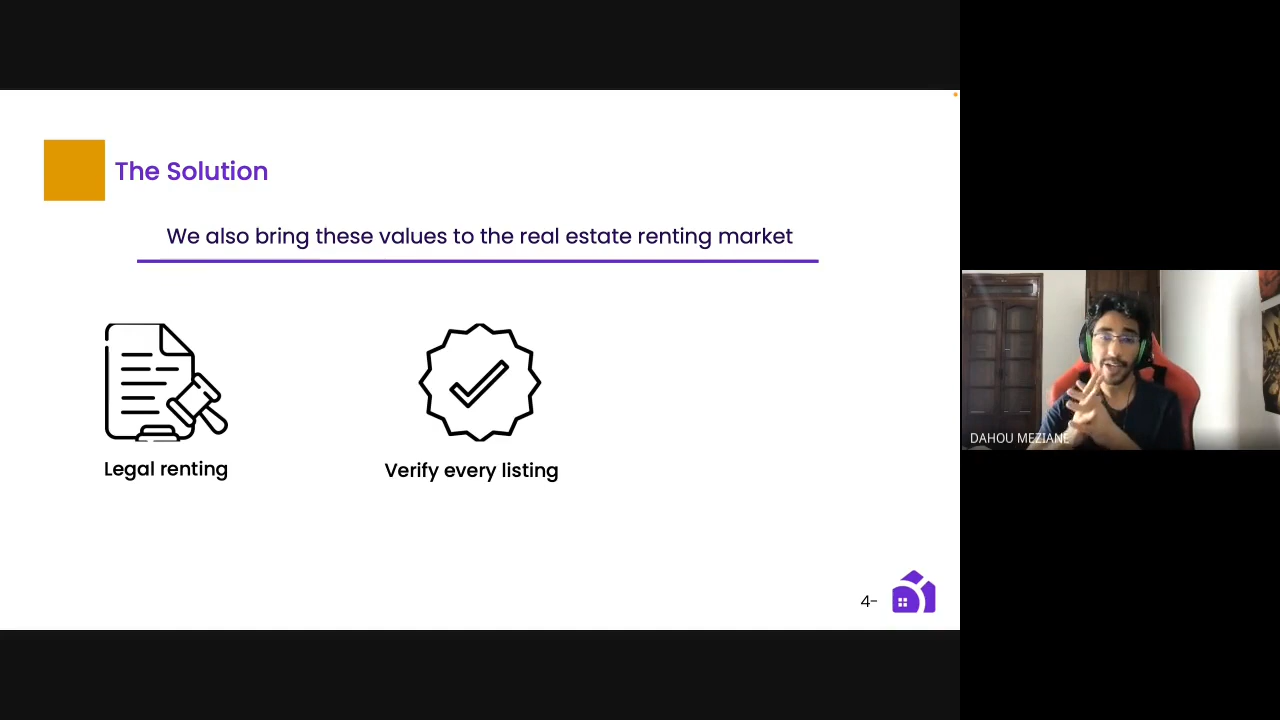 The Solution
We also bring these values to the real estate renting market
Legal renting
Verify every listing
4-
DAHOU MEZIANE